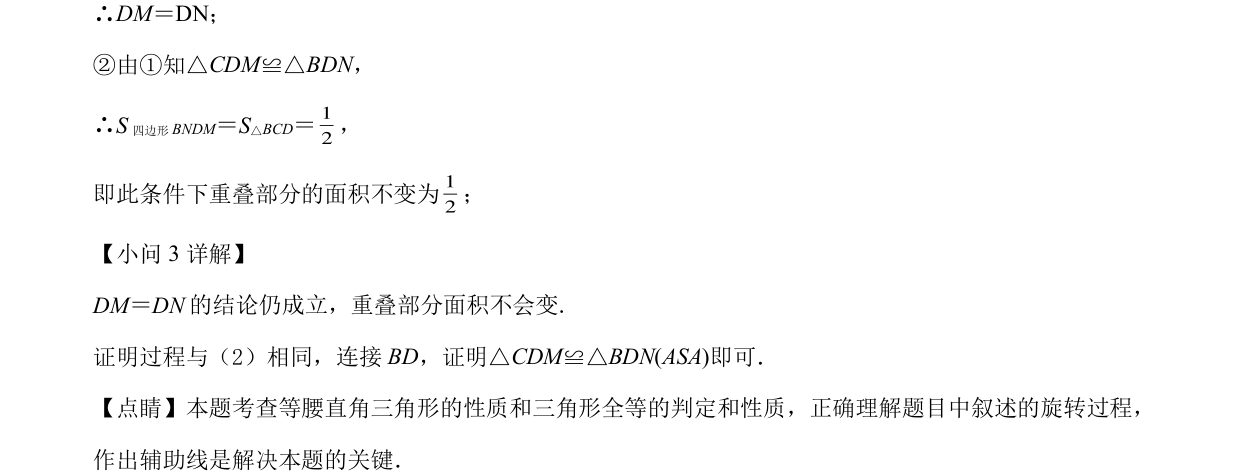 ∴DM＝DN；
②由①知△CDM≌△BDN，
∴S 四边形 BNDM＝S△BCD＝1/2，
即此条件下重叠部分的面积不变为1/2；
【小问 3 详解】
DM＝DN 的结论仍成立，重叠部分面积不会变.
证明过程与（2）相同，连接 BD，证明△CDM≌△BDN(ASA)即可．
【点睛】本题考查等腰直角三角形的性质和三角形全等的判定和性质，正确理解题目中叙述的旋转过程，
作出辅助线是解决本题的关键．